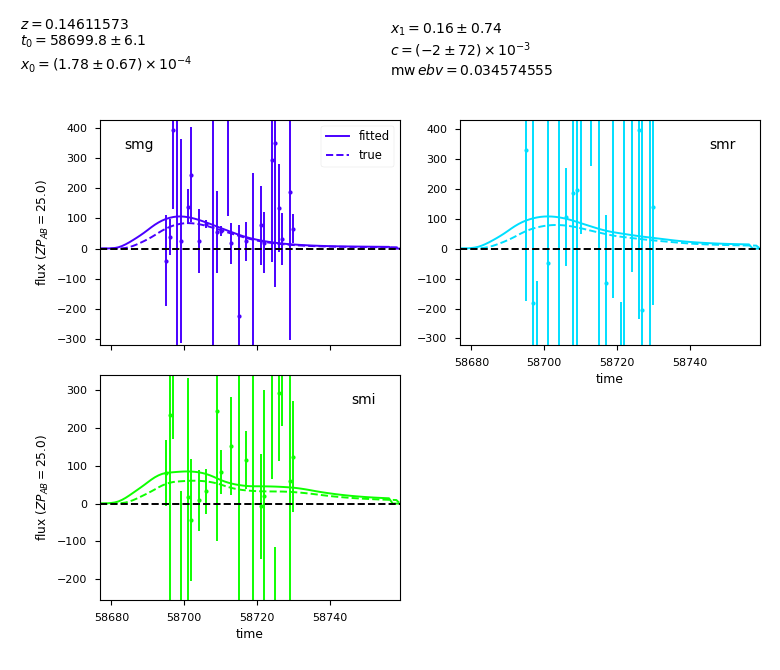 z = 0.14611573
t₀ = 58699.8 ± 6.1
x₀ = (1.78 ± 0.67) × 10⁻⁴
x₁ = 0.16 ± 0.74
c = (−2 ± 72) × 10⁻³
mw ebv = 0.034574555
smg
fitted
true
400
300
200
100
0
−100
−200
−300
flux (ZP_AB = 25.0)
smr
400
300
200
100
0
−100
−200
−300
58680 58700 58720 58740
time
smi
300
200
100
0
−100
−200
flux (ZP_AB = 25.0)
58680 58700 58720 58740
time